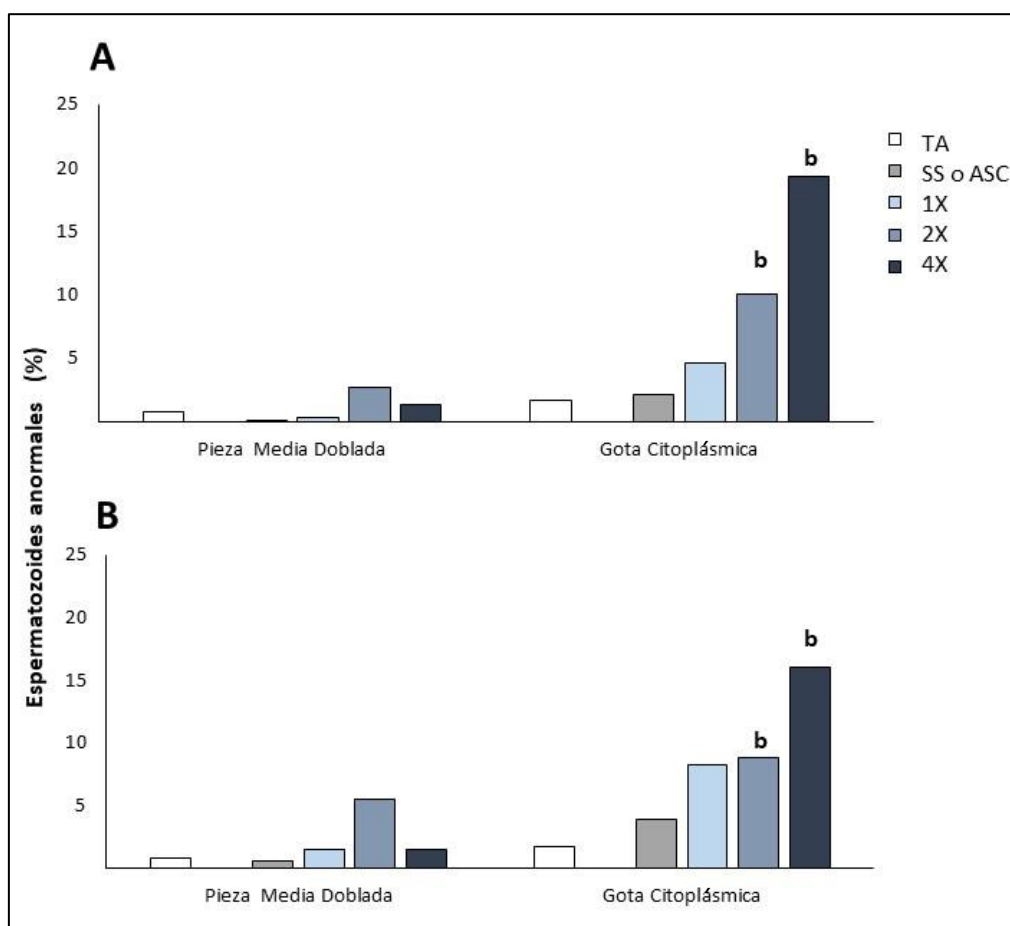 A
25
20
15
10
5
b
b
Pieza Media Doblada
Gota Citoplásmica
TA
SS o ASC
1X
2X
4X
Espermatozoides anormales (%)
B
25
20
15
10
5
b
b
Pieza Media Doblada
Gota Citoplásmica